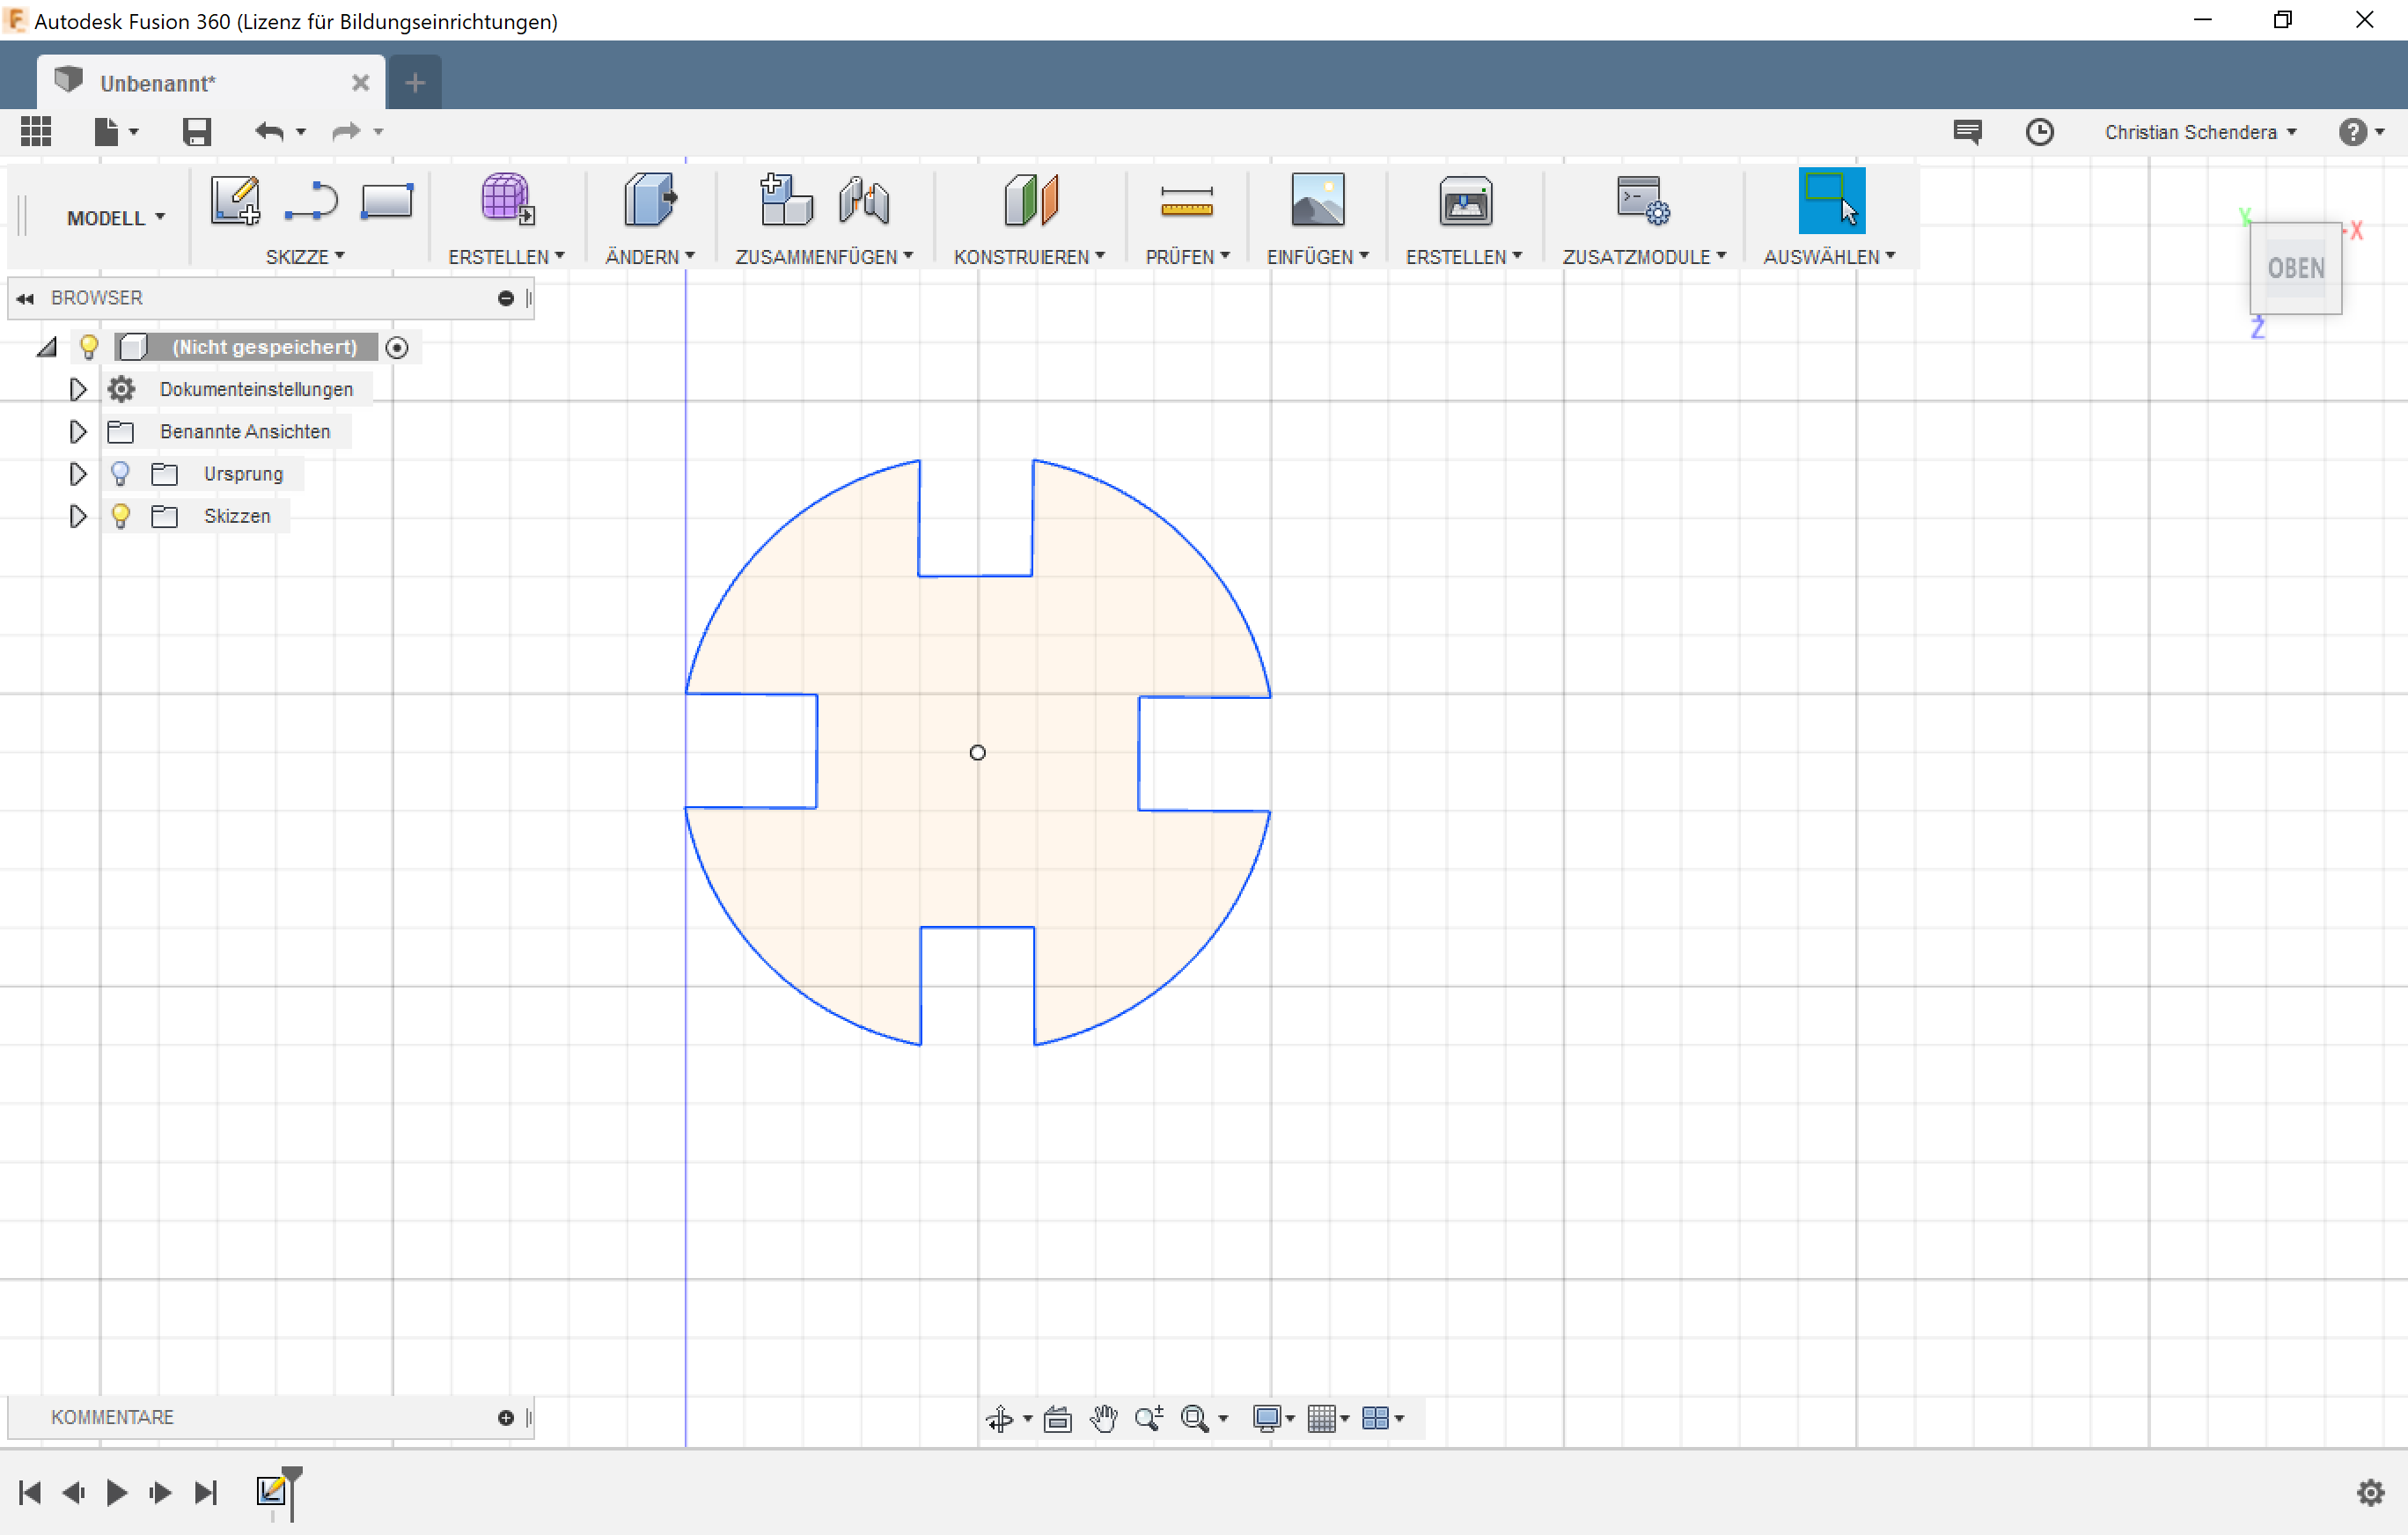 Autodesk Fusion 360 (Lizenz für Bildungseinrichtungen)
Unbenannt*
Christian Schendera
MODELL
SKIZZE
ERSTELLEN
ÄNDERN
ZUSAMMENFÜGEN
KONSTRUIEREN
PRÜFEN
EINFÜGEN
ERSTELLEN
ZUSATZMODULE
AUSWÄHLEN
Y
X
OBEN
Z
BROWSER
(Nicht gespeichert)
Dokumenteinstellungen
Benannte Ansichten
Ursprung
Skizzen
KOMMENTARE